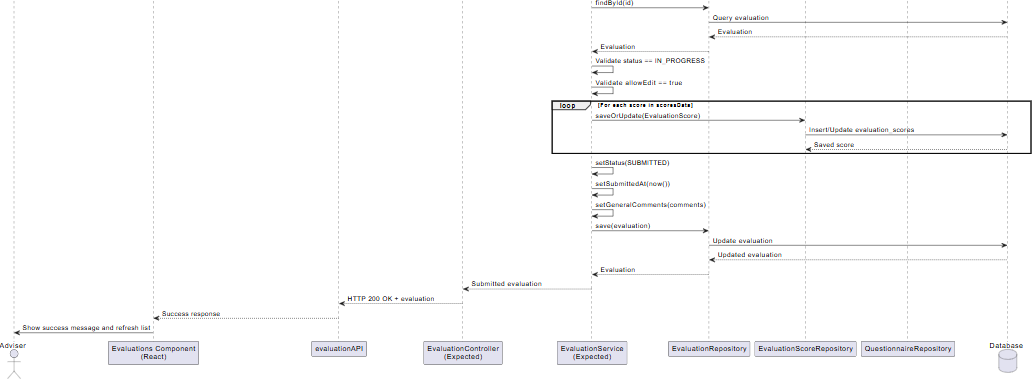 findById(id)
Query evaluation
Evaluation
Evaluation
Validate status == IN_PROGRESS
Validate allowEdit == true
loop [For each score in scoresData]
saveOrUpdate(EvaluationScore)
Insert/Update evaluation_scores
Saved score
setStatus(SUBMITTED)
setSubmittedAt(now())
setGeneralComments(comments)
save(evaluation)
Update evaluation
Updated evaluation
Evaluation
Submitted evaluation
HTTP 200 OK + evaluation
Success response
Show success message and refresh list
Adviser
Evaluations Component
(React)
evaluationAPI
EvaluationController
(Expected)
EvaluationService
(Expected)
EvaluationRepository
EvaluationScoreRepository
QuestionnaireRepository
Database